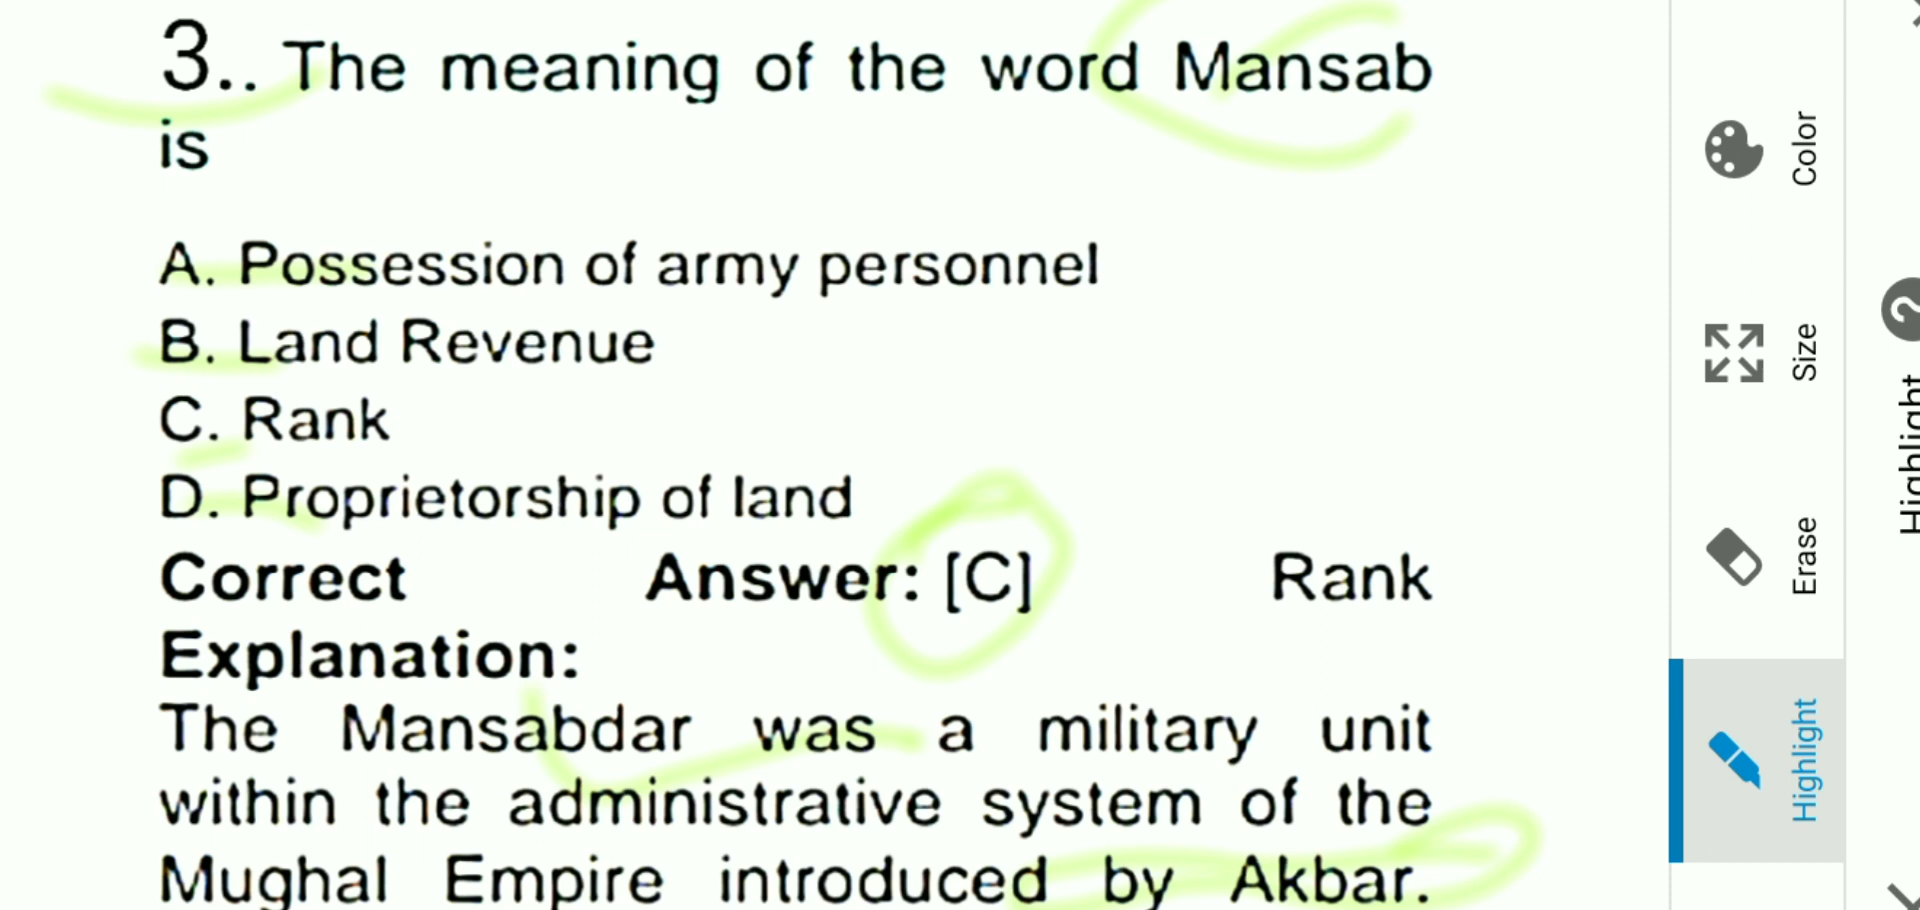 3.. The meaning of the word Mansab
is
A. Possession of army personnel
B. Land Revenue
C. Rank
D. Proprietorship of land
Correct Answer: [C] Rank
Explanation:
The Mansabdar was a military unit
within the administrative system of the
Mughal Empire introduced by Akbar.
Color
Size
Erase
Highlight
Highlight